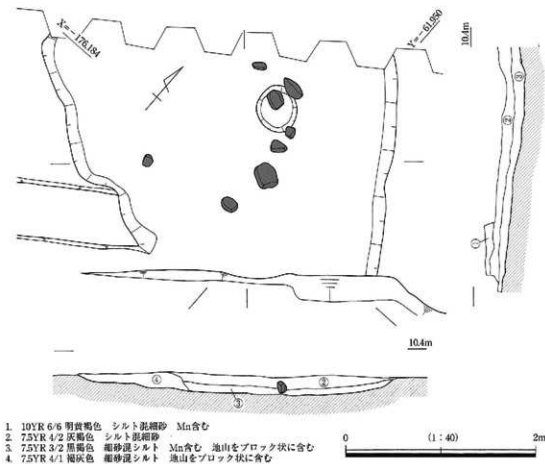 X=-176,184
Y=-61,950
10.4m
③
②
①
10.4m
④
②
③
1. 10YR 6/6 明黄褐色 シルト混細砂 Mn含む
2. 7.5YR 4/2 灰褐色 シルト混細砂
3. 7.5YR 3/2 黒褐色 細砂混シルト Mn含む 地山をブロック状に含む
4. 7.5YR 4/1 褐灰色 細砂混シルト 地山をブロック状に含む
0 (1:40) 2m